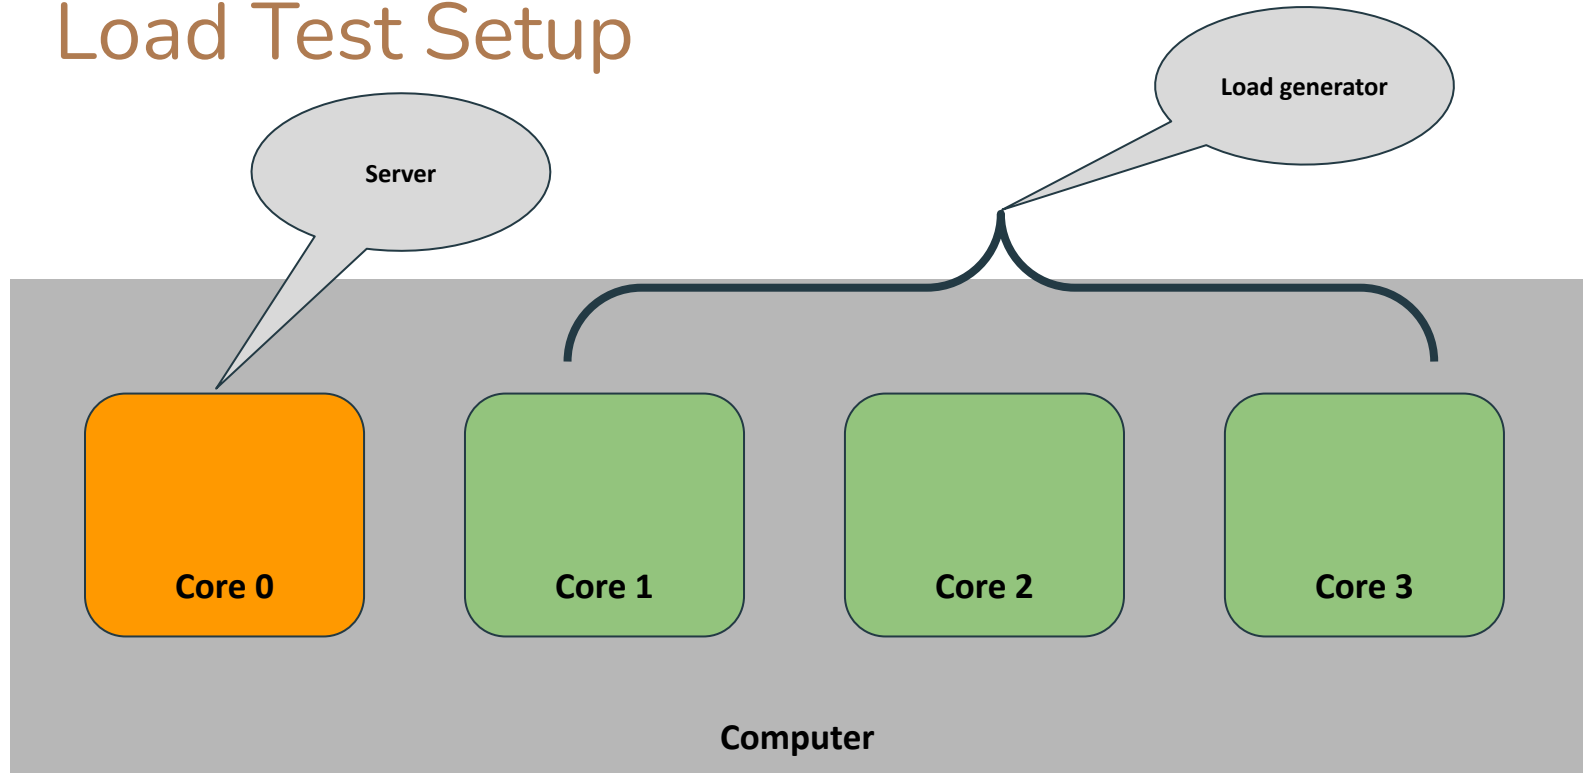 Load Test Setup
Load generator
Server
Core 0
Core 1
Core 2
Core 3
Computer